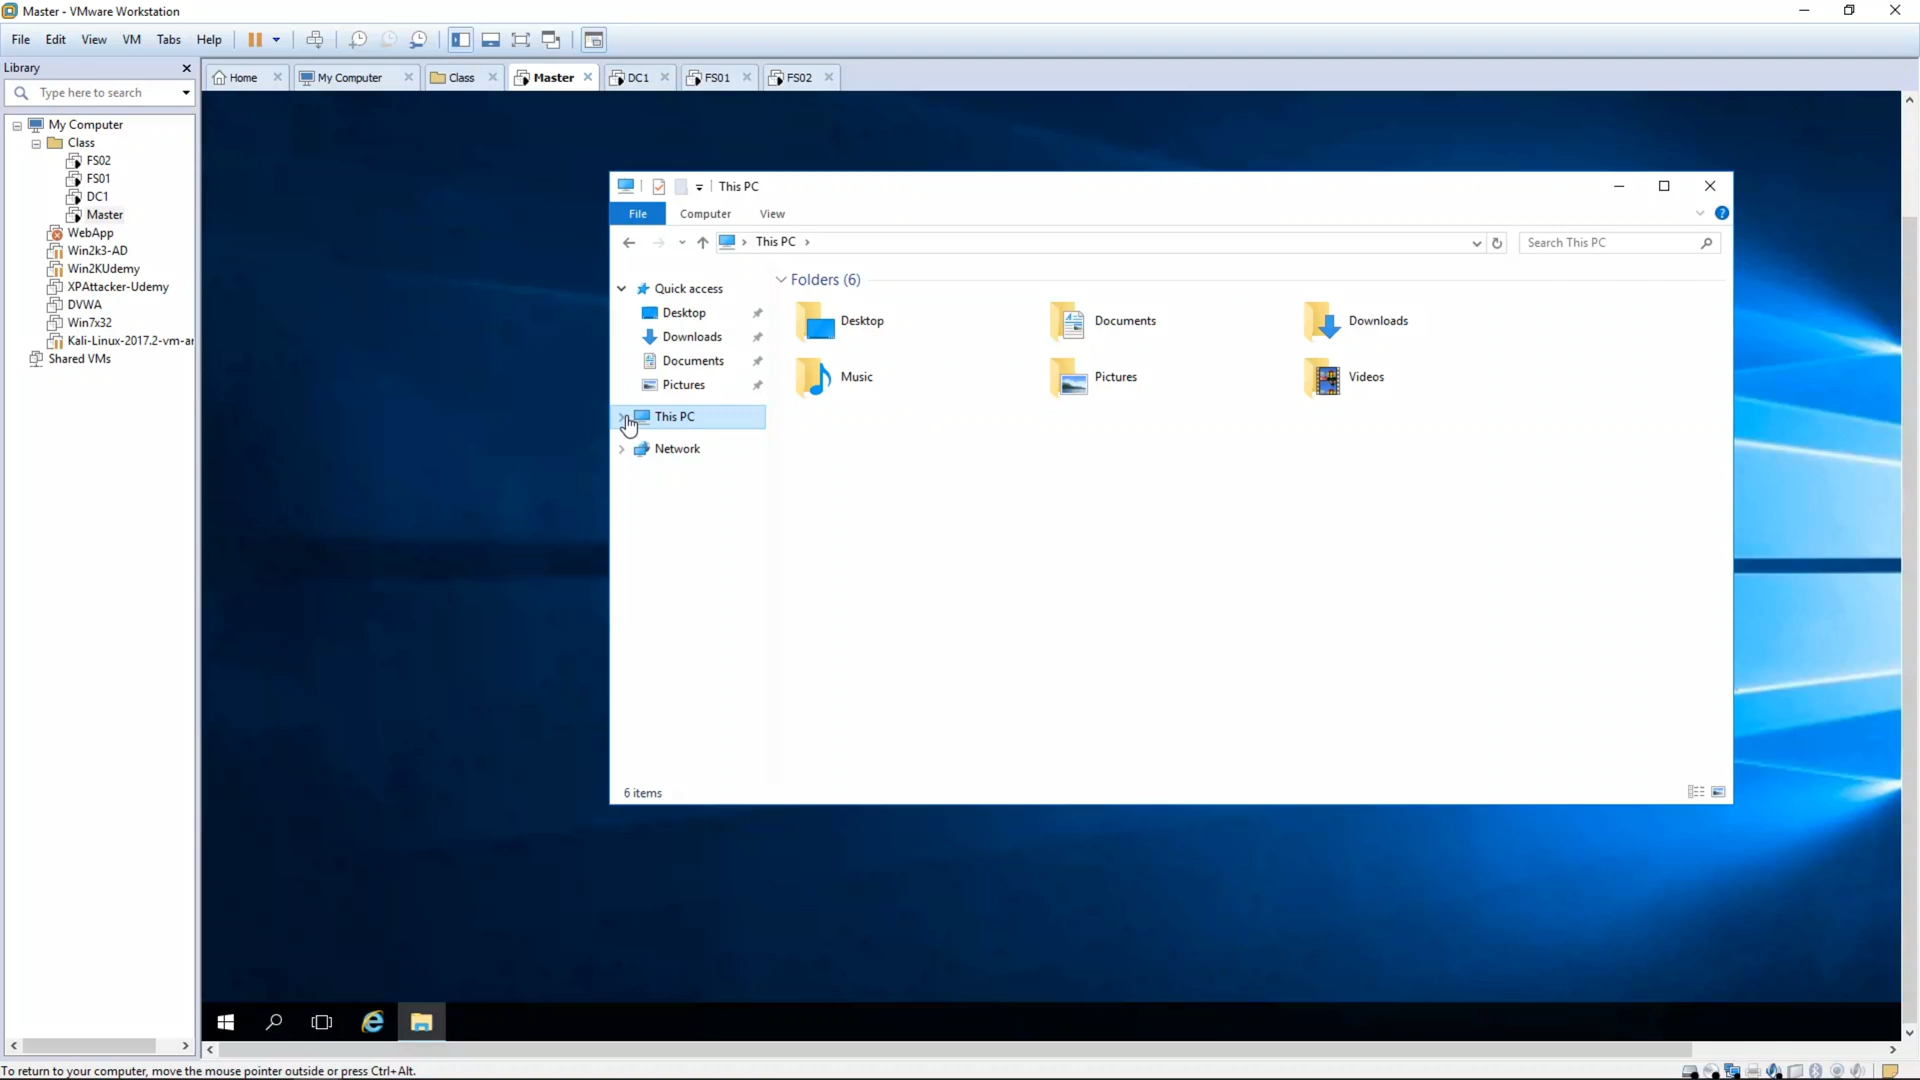 Master - VMware Workstation
File Edit View VM Tabs Help
Library
Type here to search
My Computer
Class
FS02
FS01
DC1
Master
WebApp
Win2k3-AD
Win2KUdemy
XPAttacker-Udemy
DVWA
Win7x32
Kali-Linux-2017.2-vm-ar
Shared VMs
Home My Computer Class Master DC1 FS01 FS02
This PC
File Computer View
This PC
Search This PC
Quick access
Desktop
Downloads
Documents
Pictures
This PC
Network
Folders (6)
Desktop Documents Downloads
Music Pictures Videos
6 items
To return to your computer, move the mouse pointer outside or press Ctrl+Alt.